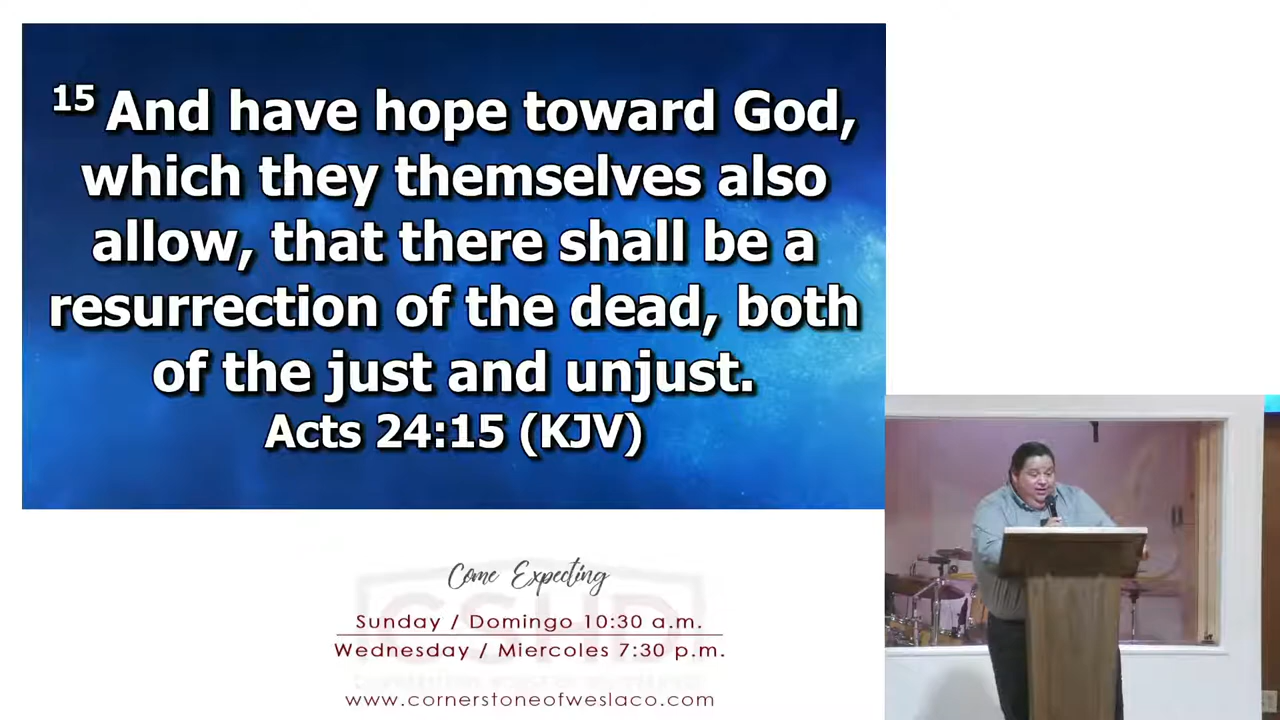 15 And have hope toward God,
which they themselves also
allow, that there shall be a
resurrection of the dead, both
of the just and unjust.
Acts 24:15 (KJV)
Come Expecting
CSHD
Sunday / Domingo 10:30 a.m.
Wednesday / Miercoles 7:30 p.m.
www.cornerstoneofweslaco.com